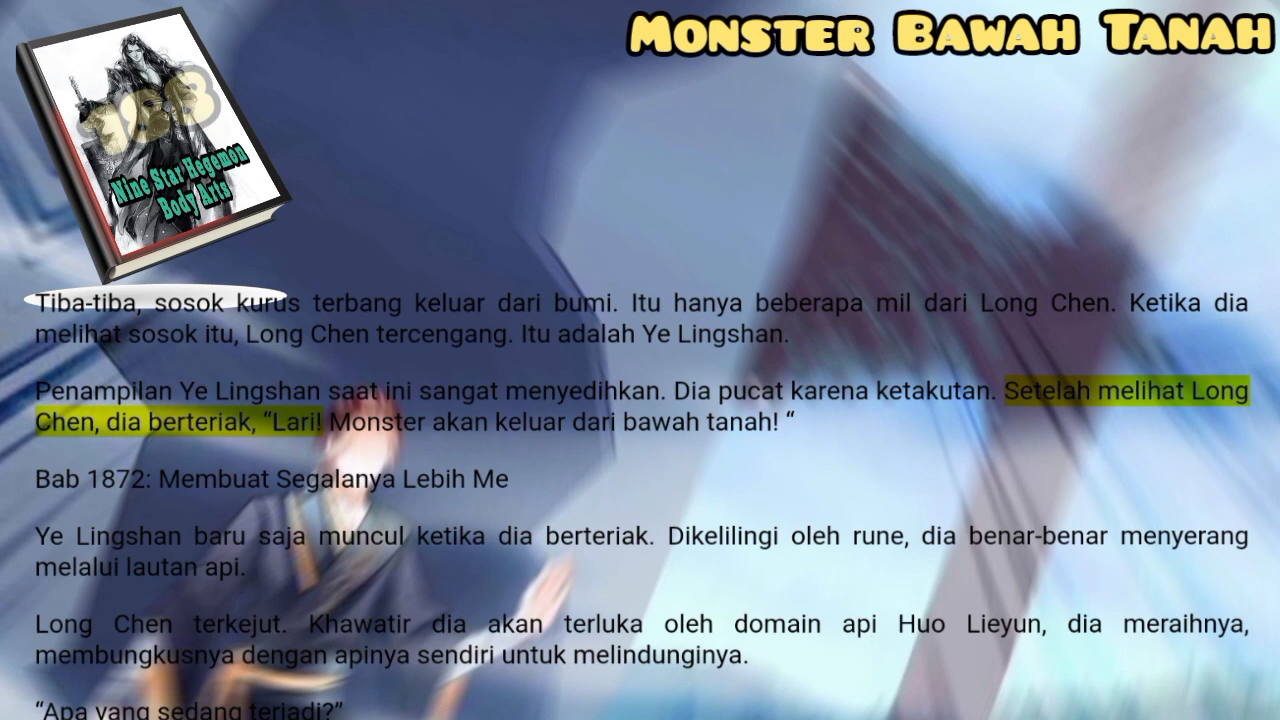 Monster Bawah Tanah
198
Nine Star Hegemon
Body Arts
Tiba-tiba, sosok kurus terbang keluar dari bumi. Itu hanya beberapa mil dari Long Chen. Ketika dia
melihat sosok itu, Long Chen tercengang. Itu adalah Ye Lingshan.
Penampilan Ye Lingshan saat ini sangat menyedihkan. Dia pucat karena ketakutan. Setelah melihat Long
Chen, dia berteriak, “Lari! Monster akan keluar dari bawah tanah! “
Bab 1872: Membuat Segalanya Lebih Me
Ye Lingshan baru saja muncul ketika dia berteriak. Dikelilingi oleh rune, dia benar-benar menyerang
melalui lautan api.
Long Chen terkejut. Khawatir dia akan terluka oleh domain api Huo Lieyun, dia meraihnya,
membungkusnya dengan apinya sendiri untuk melindunginya.
“Apa yang sedang terjadi?”